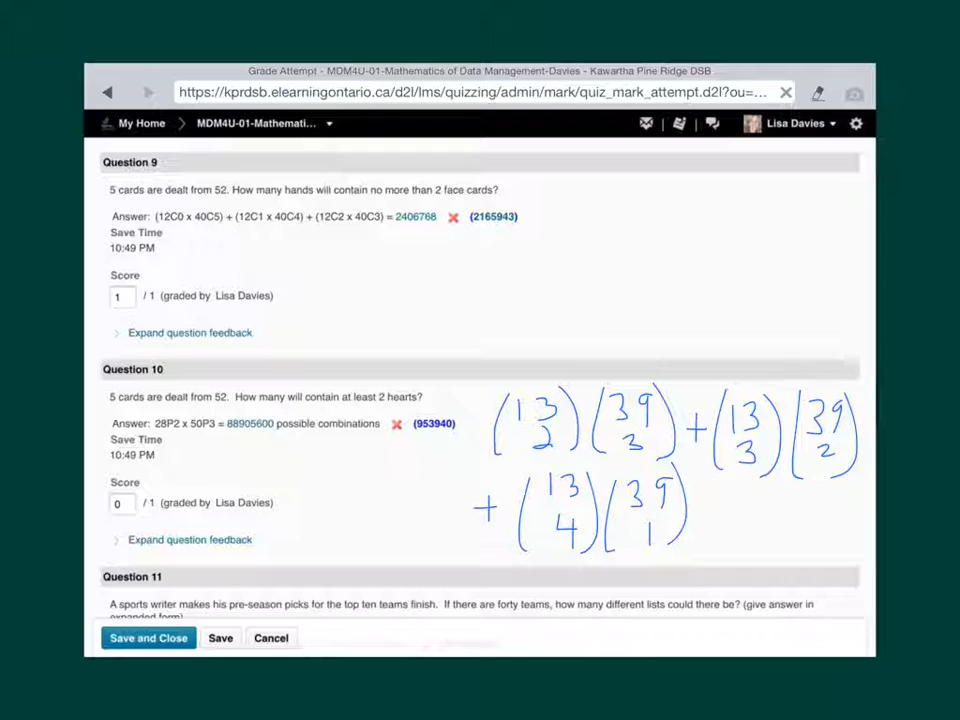 Grade Attempt - MDM4U-01-Mathematics of Data Management-Davies - Kawartha Pine Ridge DSB
https://kprdsb.elearningontario.ca/d2l/lms/quizzing/admin/mark/quiz_mark_attempt.d2l?ou=...
My Home MDM4U-01-Mathemati... Lisa Davies
Question 9
5 cards are dealt from 52. How many hands will contain no more than 2 face cards?
Answer: (12C0 x 40C5) + (12C1 x 40C4) + (12C2 x 40C3) = 2406768 (2165943)
Save Time
10:49 PM
Score
1 / 1 (graded by Lisa Davies)
Expand question feedback
Question 10
5 cards are dealt from 52. How many will contain at least 2 hearts?
Answer: 28P2 x 50P3 = 88905600 possible combinations (953940)
Save Time
10:49 PM
Score
0 / 1 (graded by Lisa Davies)
Expand question feedback
(13 2)(39 3)+(13 3)(39 2)
+(13 4)(39 1)
Question 11
A sports writer makes his pre-season picks for the top ten teams finish. If there are forty teams, how many different lists could there be? (give answer in
expanded form)
Save and Close Save Cancel